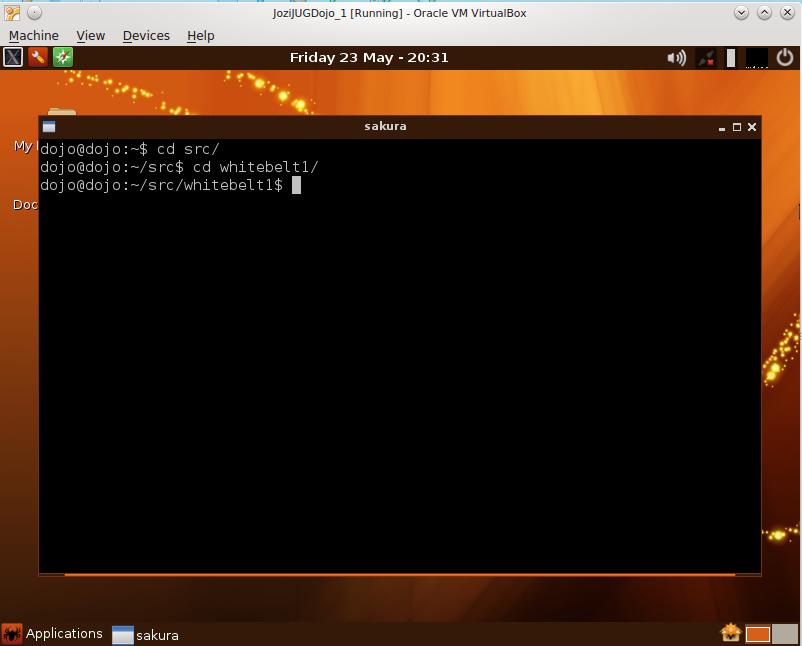 JoziJUGDojo_1 [Running] - Oracle VM VirtualBox
Machine View Devices Help
Friday 23 May - 20:31
sakura
My
dojo@dojo:~$ cd src/
dojo@dojo:~/src$ cd whitebelt1/
dojo@dojo:~/src/whitebelt1$
Doc
Applications sakura